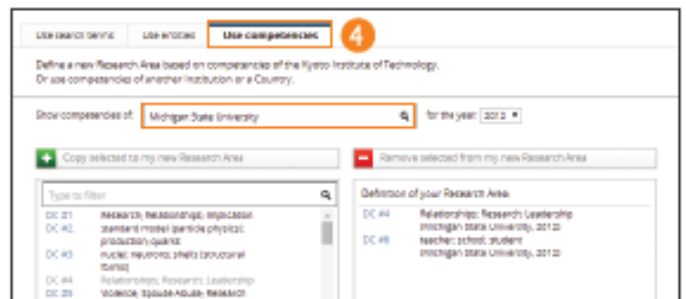 Use search terms Use entities Use competencies 4
Define a new Research Area based on competencies of the Kyoto Institute of Technology.
Or use competencies of another Institution or a Country.
Show competencies of: Michigan State University for the year: 2012
Copy selected to my new Research Area Remove selected from my new Research Area
Type to filter
DC #1 Research; Relationships; Implication
DC #2 standard model (particle physics);
production; quarks
DC #3 nuclei; neutrons; shells (structural
forms)
DC #4 Relationships; Research; Leadership
Violence; Spouse Abuse; Research
Definition of your Research Area:
DC #4 Relationships; Research; Leadership
(Michigan State University, 2012)
teacher; school; student
(Michigan State University, 2012)